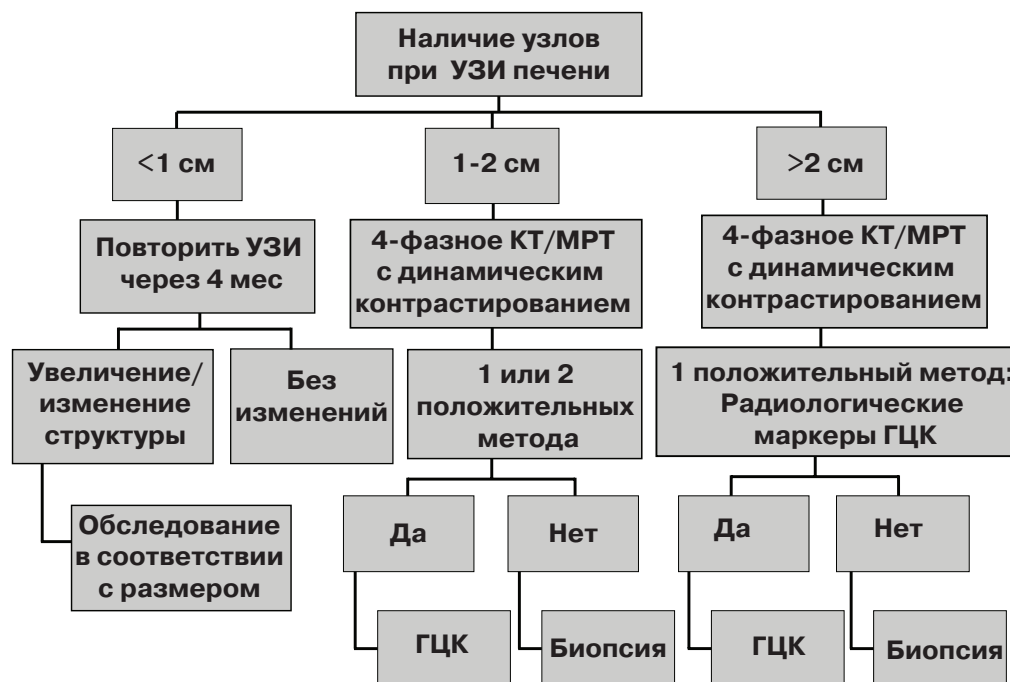 Наличие узлов
при УЗИ печени
<1 см
1-2 см
>2 см
Повторить УЗИ
через 4 мес
4-фазное КТ/МРТ
с динамическим
контрастированием
4-фазное КТ/МРТ
с динамическим
контрастированием
Увеличение/
изменение
структуры
Без
изменений
1 или 2
положительных
метода
1 положительный метод:
Радиологические
маркеры ГЦК
Обследование
в соответствии
с размером
Да
Нет
Да
Нет
ГЦК
Биопсия
ГЦК
Биопсия